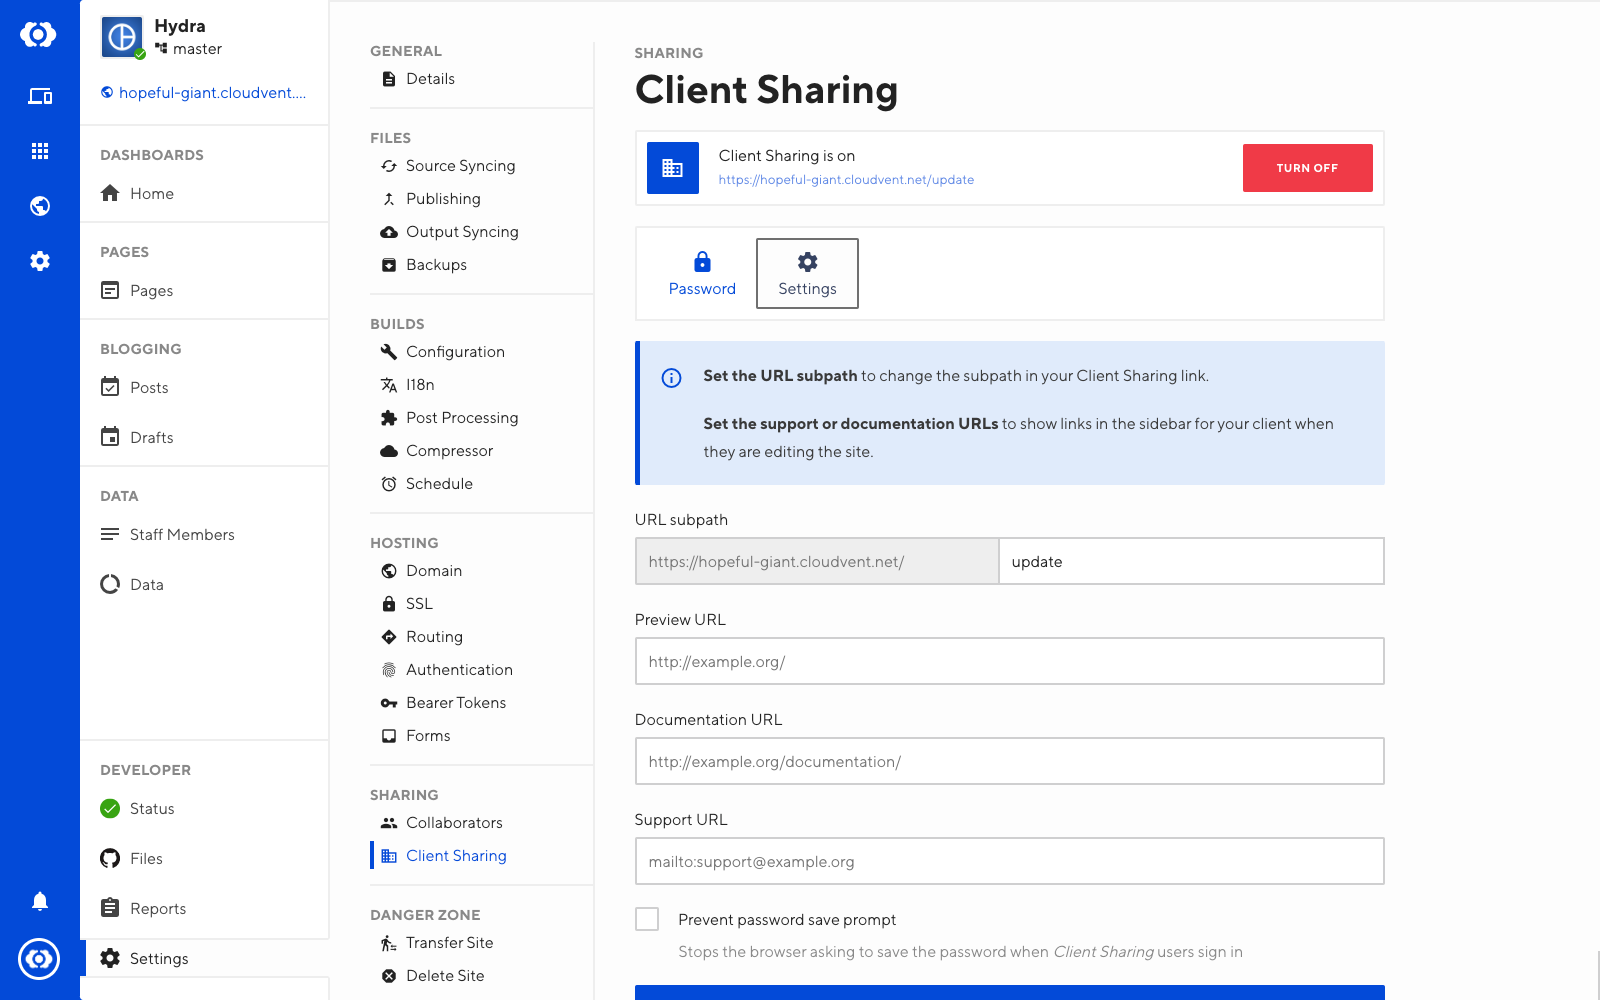 Hydra
master
hopeful-giant.cloudvent....
DASHBOARDS
Home
PAGES
Pages
BLOGGING
Posts
Drafts
DATA
Staff Members
Data
DEVELOPER
Status
Files
Reports
Settings
GENERAL
Details
FILES
Source Syncing
Publishing
Output Syncing
Backups
BUILDS
Configuration
I18n
Post Processing
Compressor
Schedule
HOSTING
Domain
SSL
Routing
Authentication
Bearer Tokens
Forms
SHARING
Collaborators
Client Sharing
DANGER ZONE
Transfer Site
Delete Site
SHARING
Client Sharing
Client Sharing is on
https://hopeful-giant.cloudvent.net/update
TURN OFF
Password
Settings
Set the URL subpath to change the subpath in your Client Sharing link.
Set the support or documentation URLs to show links in the sidebar for your client when
they are editing the site.
URL subpath
https://hopeful-giant.cloudvent.net/
update
Preview URL
http://example.org/
Documentation URL
http://example.org/documentation/
Support URL
mailto:support@example.org
Prevent password save prompt
Stops the browser asking to save the password when Client Sharing users sign in